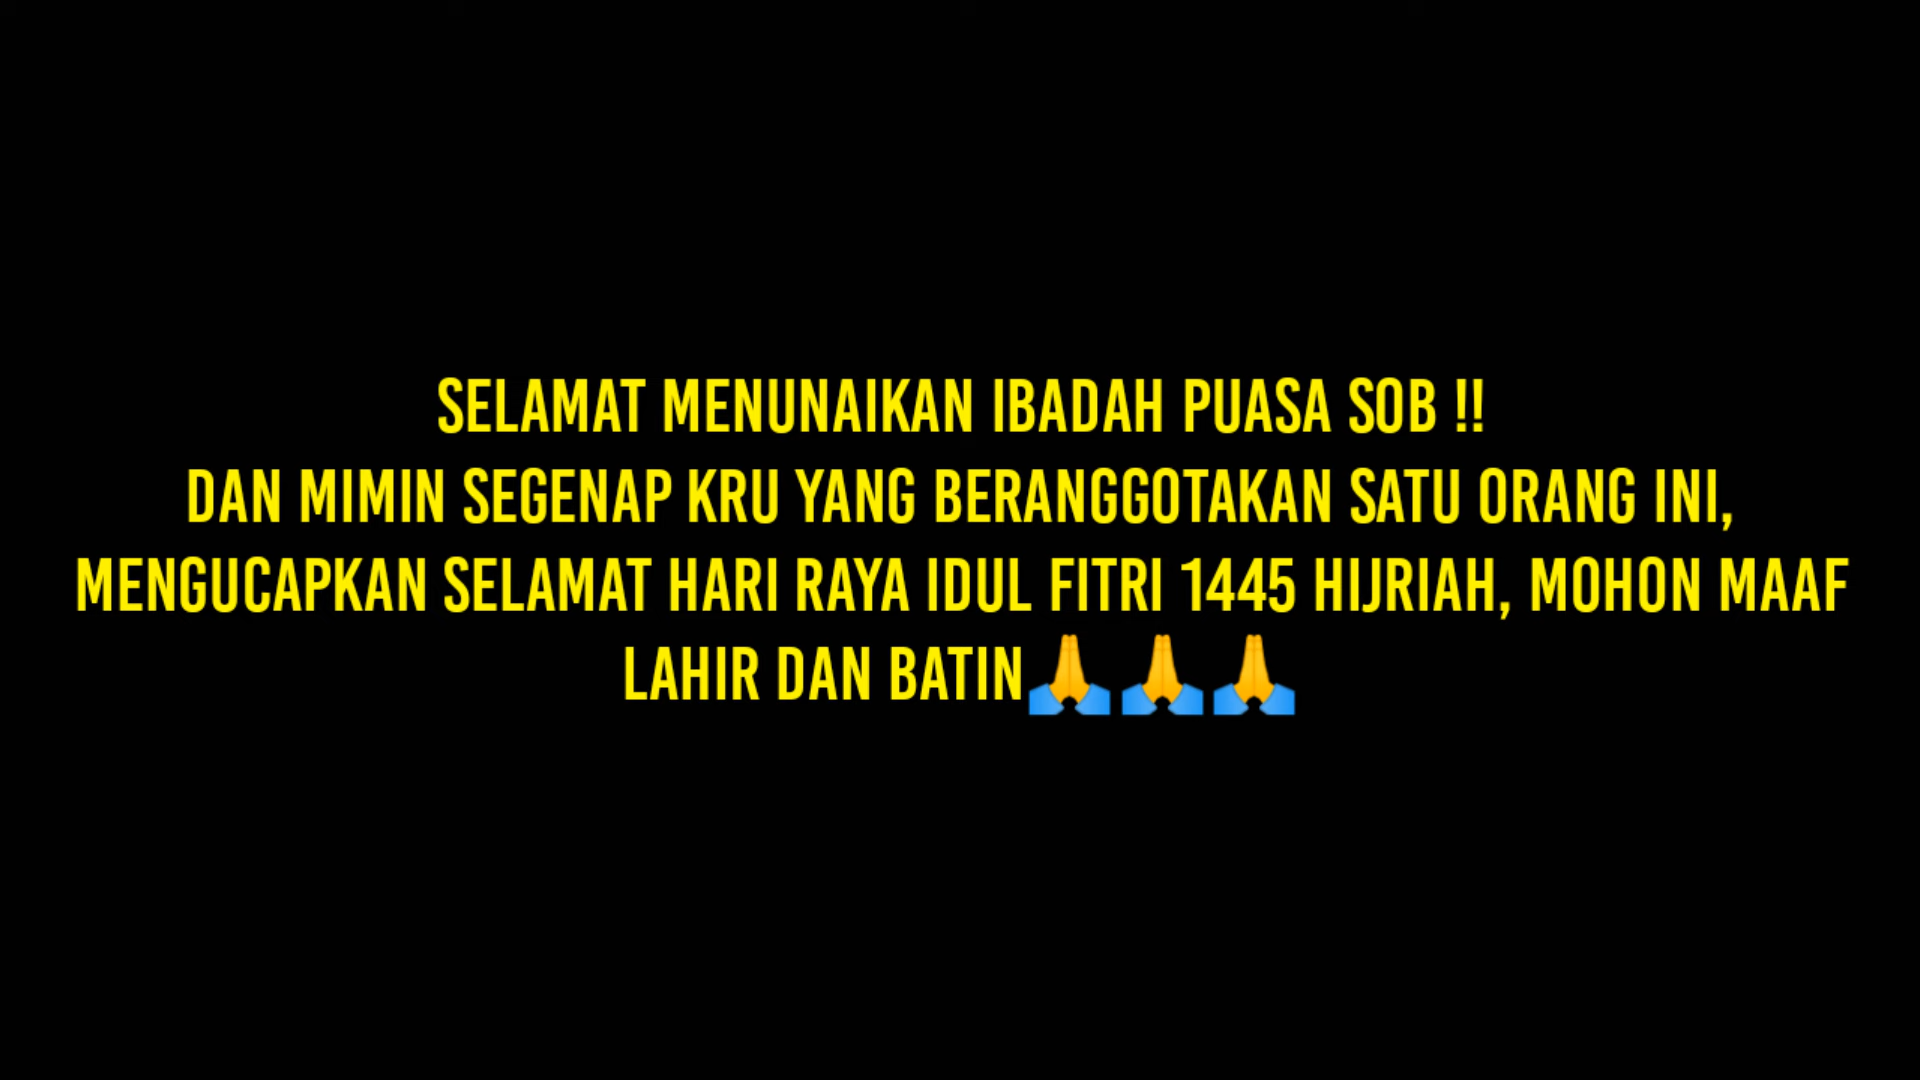 SELAMAT MENUNAIKAN IBADAH PUASA SOB !!
DAN MIMIN SEGENAP KRU YANG BERANGGOTAKAN SATU ORANG INI,
MENGUCAPKAN SELAMAT HARI RAYA IDUL FITRI 1445 HIJRIAH, MOHON MAAF
LAHIR DAN BATIN🙏🙏🙏